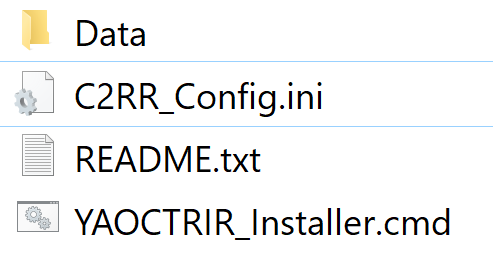 Data
C2RR_Config.ini
README.txt
YAOCTRIR_Installer.cmd